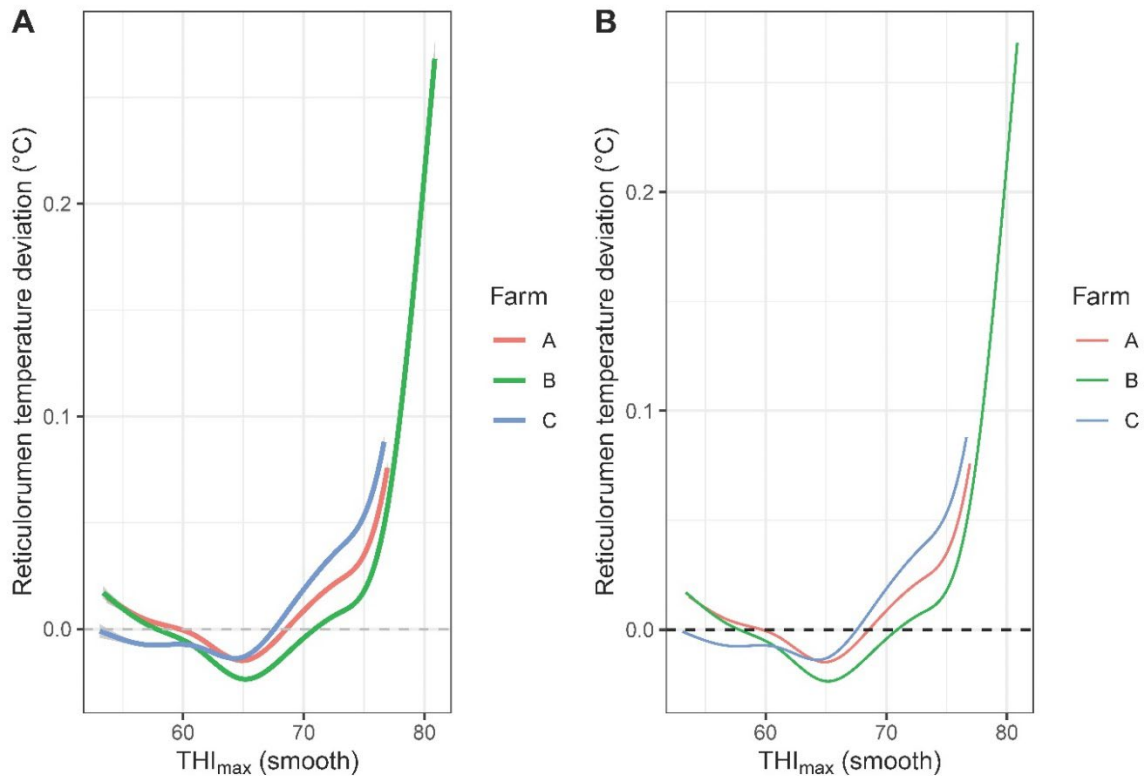 A
Reticulorumen temperature deviation (°C)
0.2
0.1
0.0
60
70
80
THImax (smooth)
Farm
A
B
C
B
Reticulorumen temperature deviation (°C)
0.2
0.1
0.0
60
70
80
THImax (smooth)
Farm
A
B
C